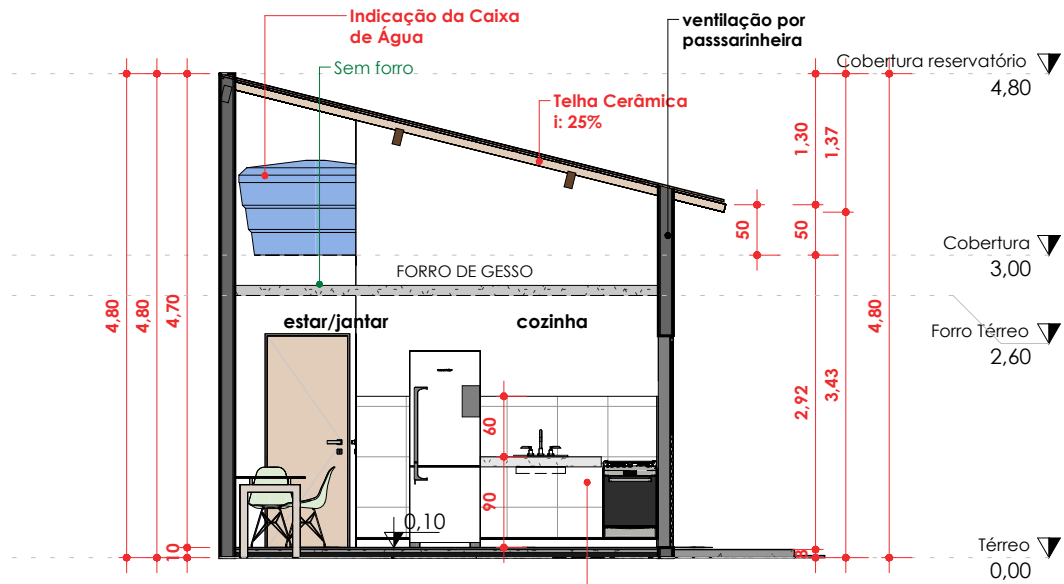 Indicação da Caixa
de Água
Sem forro
ventilação por
passsarinheira
Cobertura reservatório
4,80
Telha Cerâmica
i: 25%
1,30
1,37
50
50
Cobertura
3,00
FORRO DE GESSO
4,80
4,80
4,70
estar/jantar
cozinha
4,80
Forro Térreo
2,60
2,92
3,43
60
90
0,10
10
8
Térreo
0,00